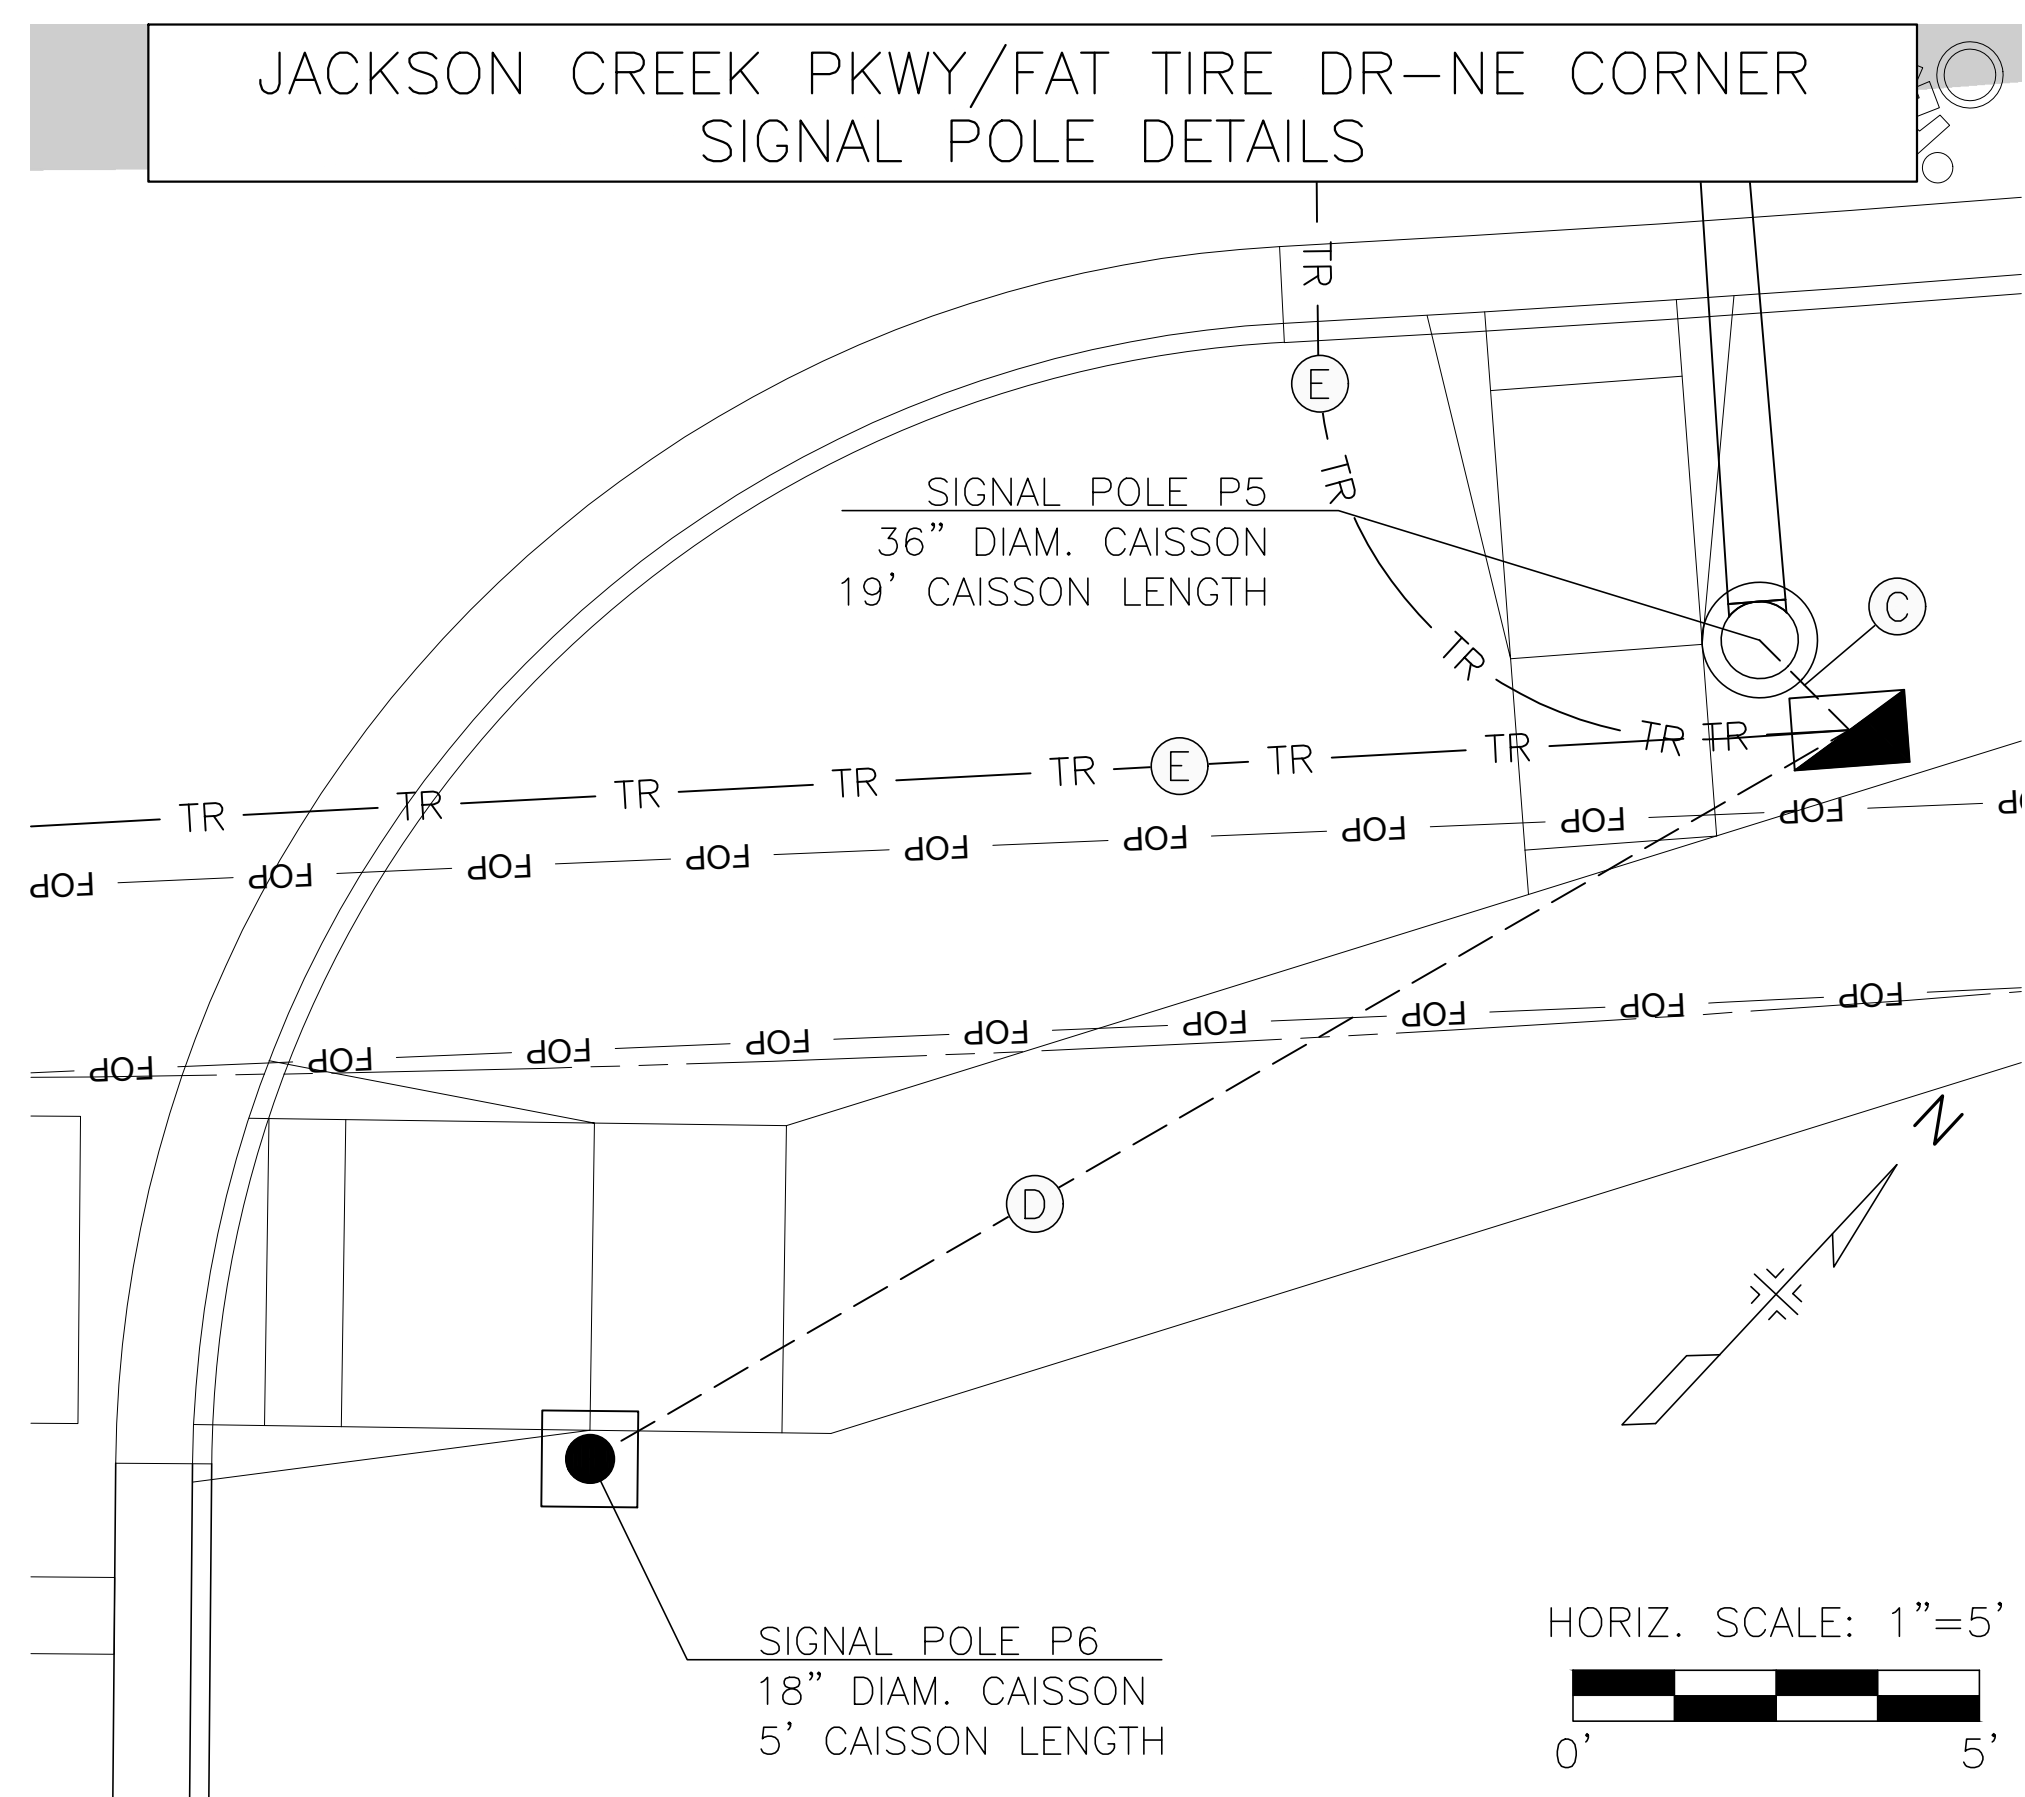 JACKSON CREEK PKWY/FAT TIRE DR-NE CORNER
SIGNAL POLE DETAILS
TR
E
TR
SIGNAL POLE P5
36" DIAM. CAISSON
19' CAISSON LENGTH
C
TR
TR TR TR TR TR E TR TR TR TR
FOP FOP FOP FOP FOP FOP FOP FOP FOP
FOP FOP FOP FOP FOP FOP FOP FOP FOP
N
D
SIGNAL POLE P6
18" DIAM. CAISSON
5' CAISSON LENGTH
HORIZ. SCALE: 1"=5'
0' 5'